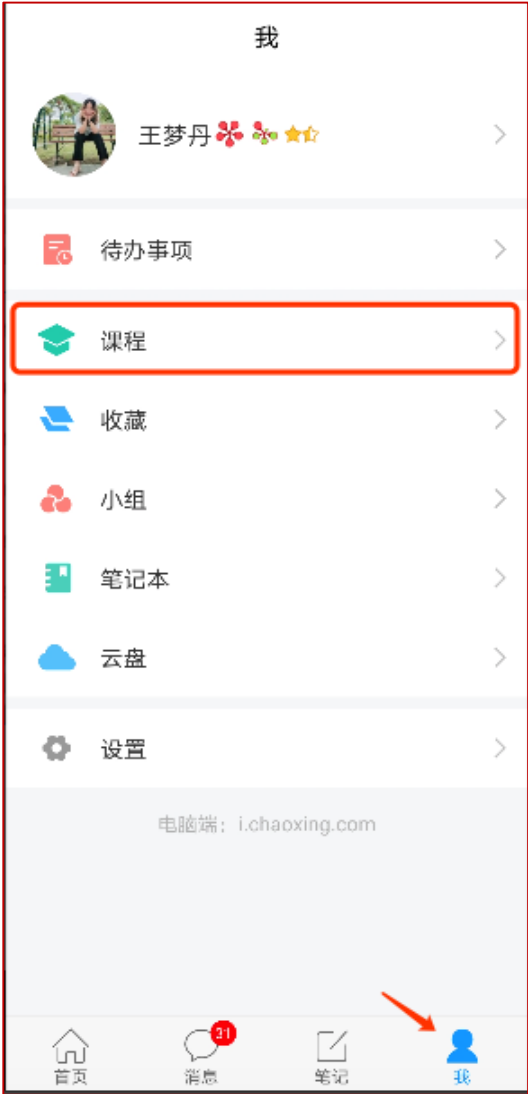 我
王梦丹
待办事项
课程
收藏
小组
笔记本
云盘
设置
电脑端：i.chaoxing.com
31
首页
消息
笔记
我